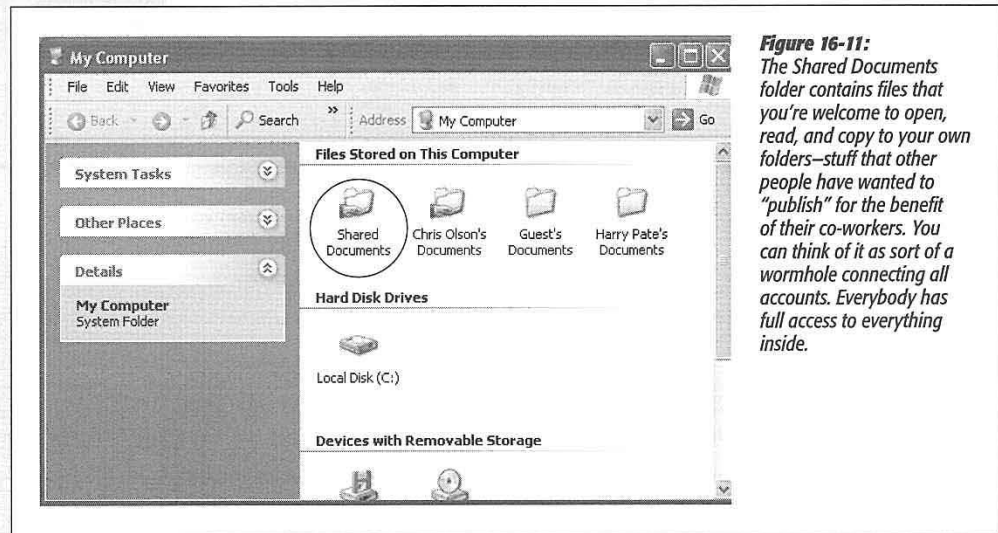 My Computer
File Edit View Favorites Tools Help
Back Search » Address My Computer Go
System Tasks
Other Places
Details
My Computer
System Folder
Files Stored on This Computer
Shared Documents
Chris Olson's Documents
Guest's Documents
Harry Pate's Documents
Hard Disk Drives
Local Disk (C:)
Devices with Removable Storage
Figure 16-11:
The Shared Documents
folder contains files that
you're welcome to open,
read, and copy to your own
folders—stuff that other
people have wanted to
"publish" for the benefit
of their co-workers. You
can think of it as sort of a
wormhole connecting all
accounts. Everybody has
full access to everything
inside.